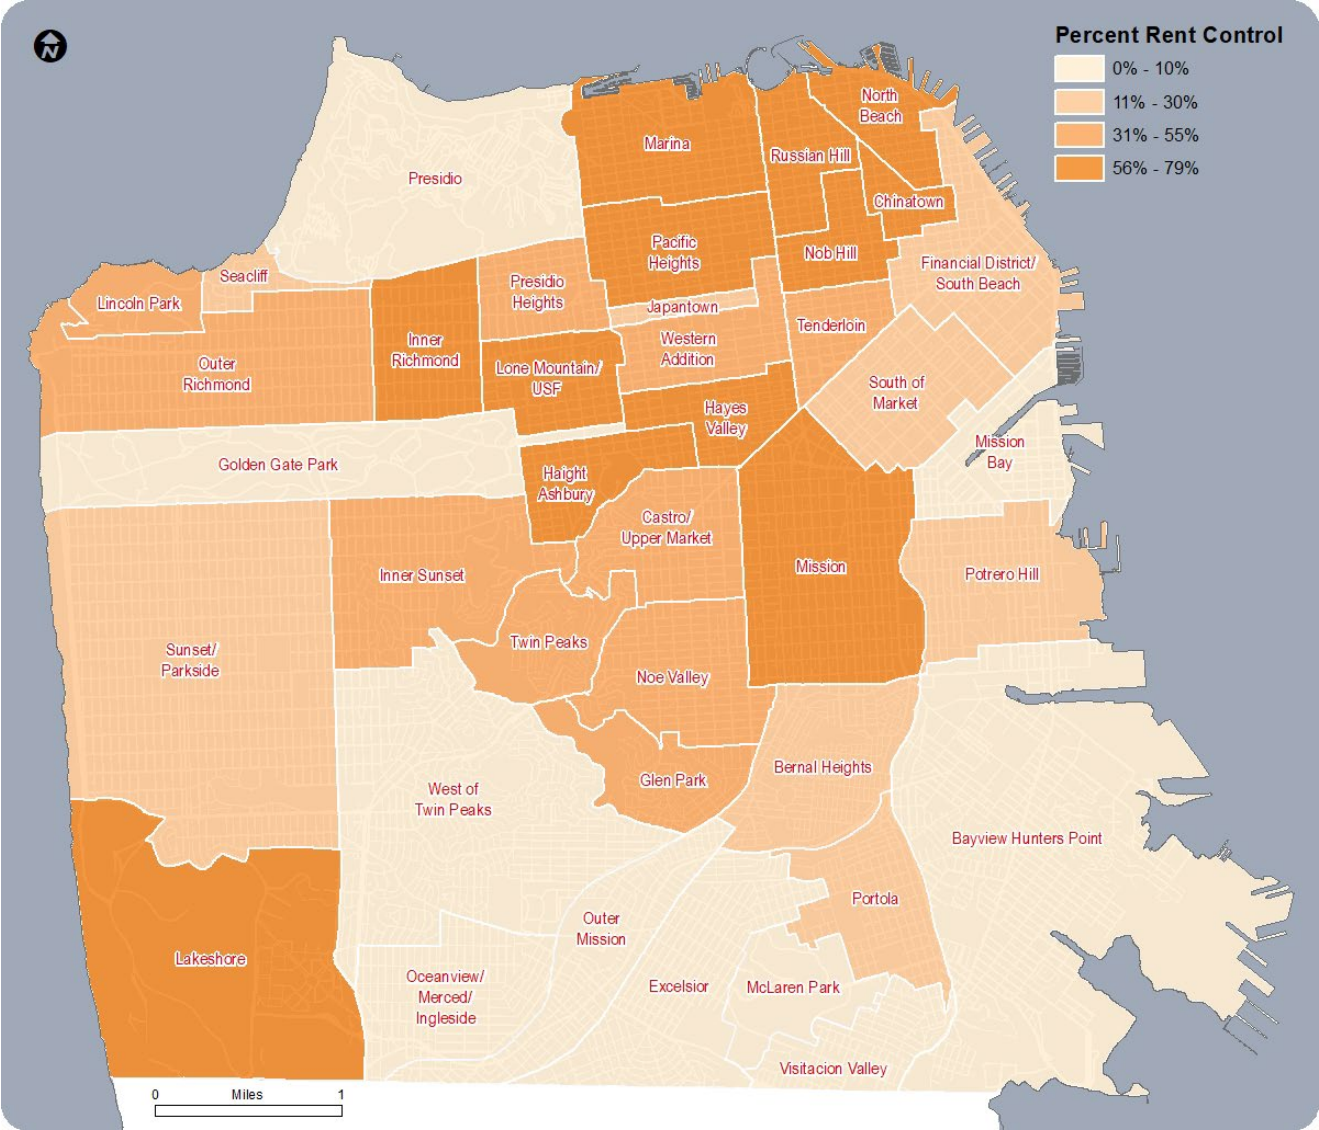 N
Percent Rent Control
0% - 10%
11% - 30%
31% - 55%
56% - 79%
North
Beach
Marina
Russian Hill
Presidio
Chinatown
Pacific
Heights
Nob Hill
Financial District/
South Beach
Seacliff
Lincoln Park
Presidio
Heights
Japantown
Tenderloin
Inner
Richmond
Western
Addition
Outer
Richmond
Lone Mountain/
USF
South of
Market
Hayes
Valley
Golden Gate Park
Mission
Bay
Haight
Ashbury
Castro/
Upper Market
Inner Sunset
Mission
Potrero Hill
Sunset/
Parkside
Twin Peaks
Noe Valley
Glen Park
Bernal Heights
West of
Twin Peaks
Bayview Hunters Point
Portola
Outer
Mission
Lakeshore
Oceanview/
Merced/
Ingleside
Excelsior
McLaren Park
Visitacion Valley
0 Miles 1